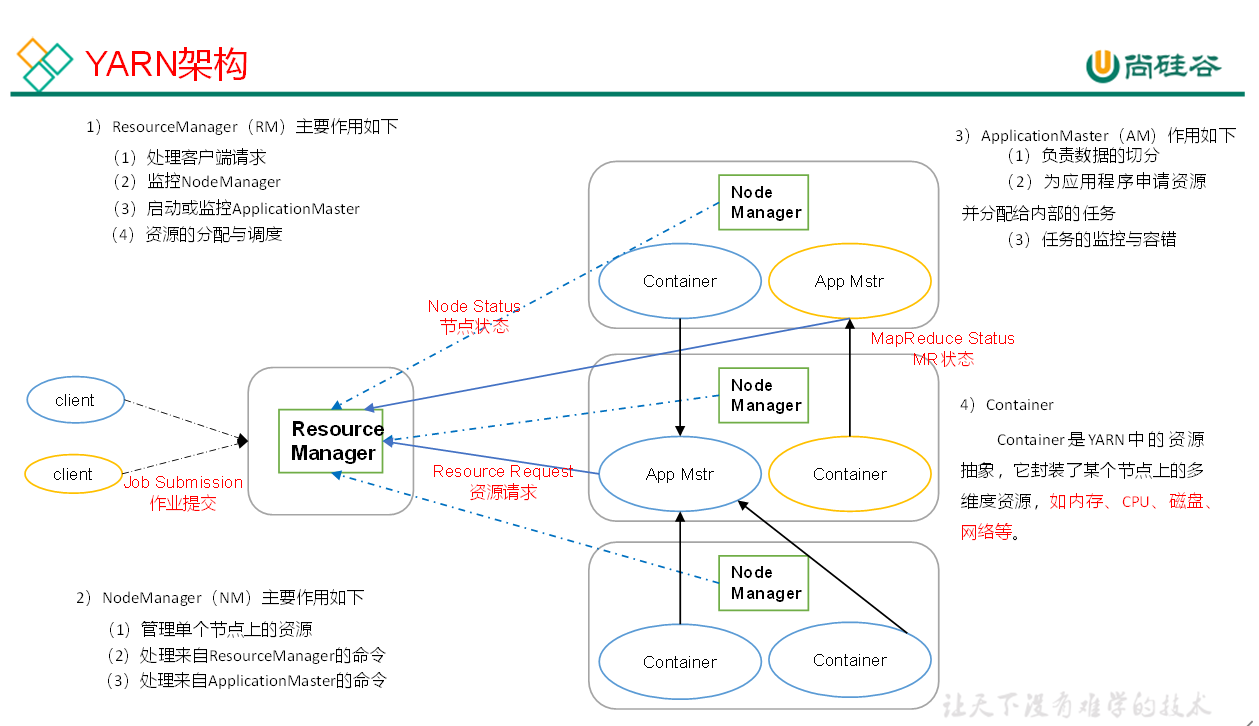 YARN架构
尚硅谷
1）ResourceManager（RM）主要作用如下
（1）处理客户端请求
（2）监控NodeManager
（3）启动或监控ApplicationMaster
（4）资源的分配与调度
3）ApplicationMaster（AM）作用如下
（1）负责数据的切分
（2）为应用程序申请资源
并分配给内部的任务
（3）任务的监控与容错
Node
Manager
Container
App Mstr
Node Status
节点状态
MapReduce Status
MR状态
client
client
Job Submission
作业提交
Resource
Manager
Resource Request
资源请求
Node
Manager
App Mstr
Container
4）Container
Container是YARN中的资源
抽象，它封装了某个节点上的多
维度资源，如内存、CPU、磁盘、
网络等。
Node
Manager
Container
Container
2）NodeManager（NM）主要作用如下
（1）管理单个节点上的资源
（2）处理来自ResourceManager的命令
（3）处理来自ApplicationMaster的命令
让天下没有难学的技术